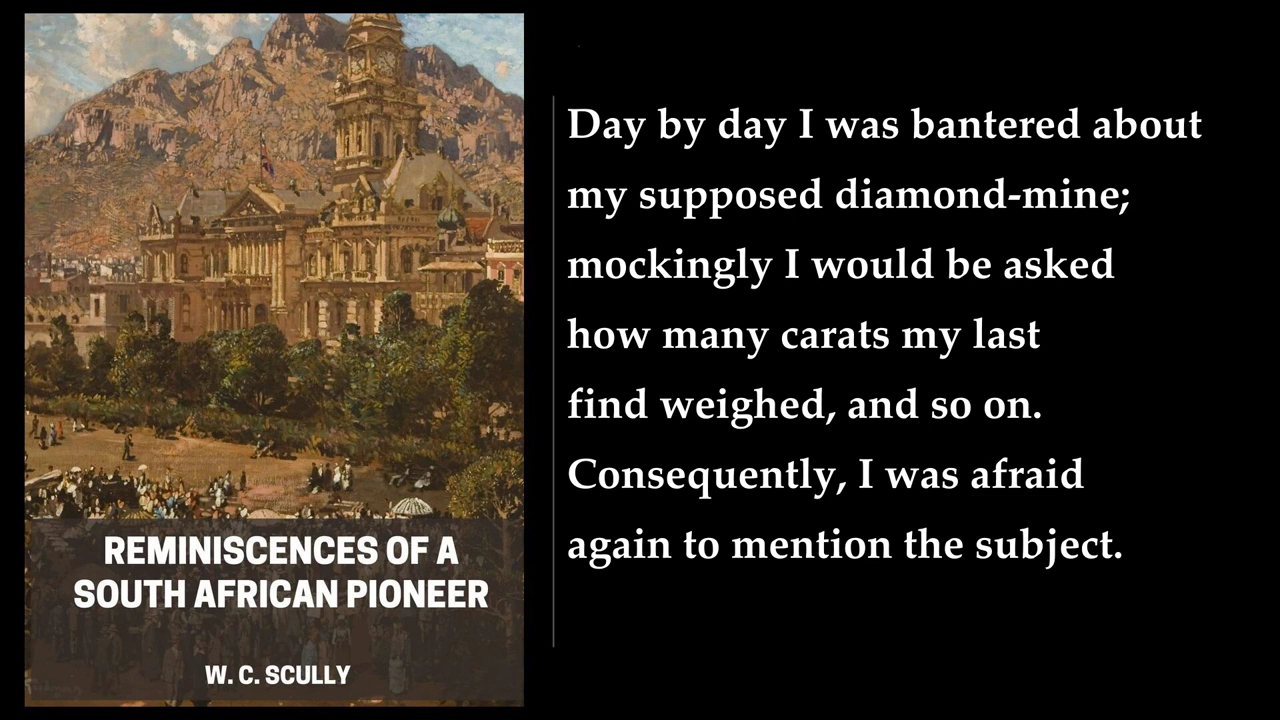 REMINISCENCES OF A
SOUTH AFRICAN PIONEER
W. C. SCULLY
Day by day I was bantered about
my supposed diamond-mine;
mockingly I would be asked
how many carats my last
find weighed, and so on.
Consequently, I was afraid
again to mention the subject.